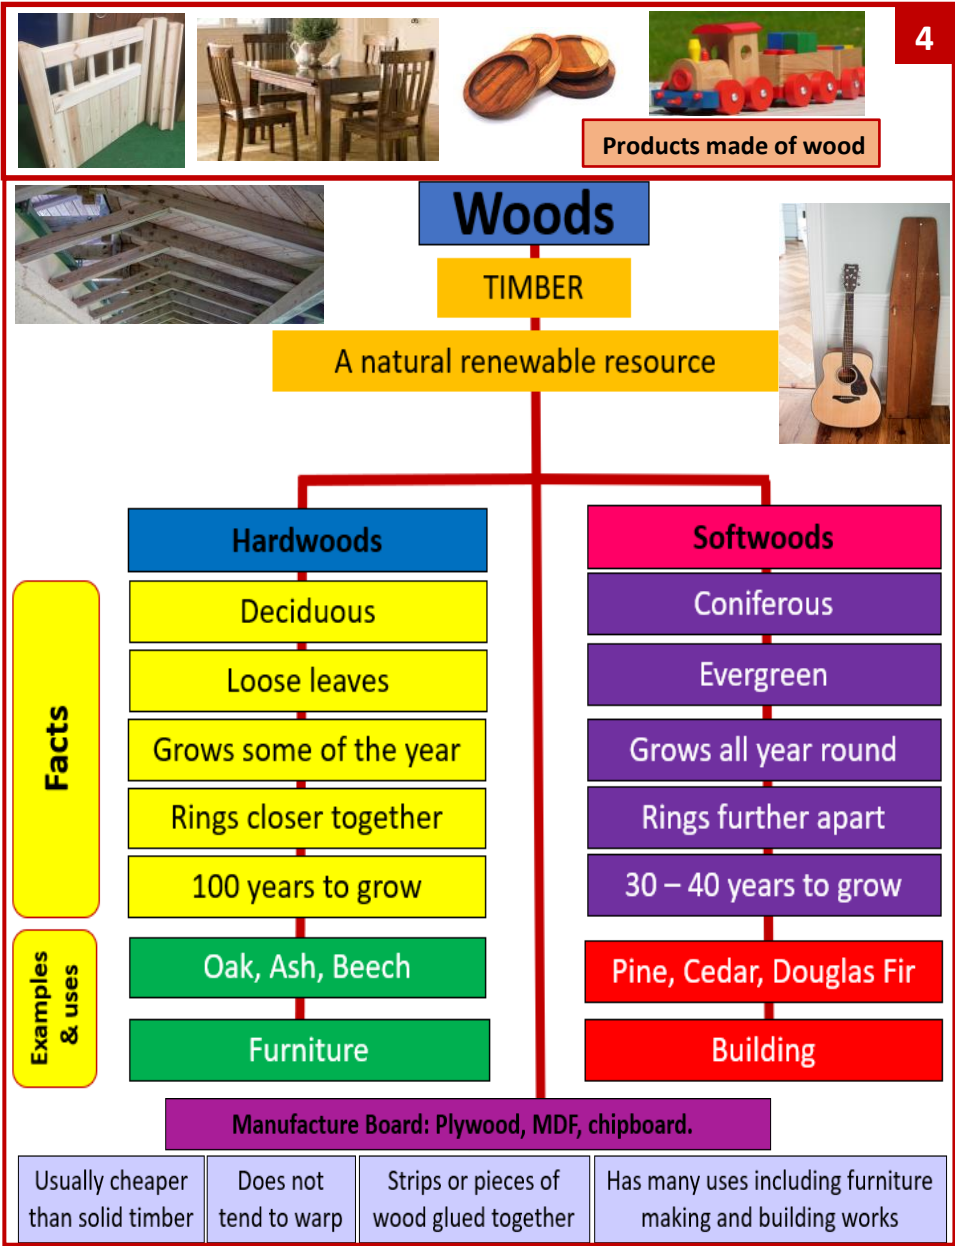 4
Products made of wood
Woods
TIMBER
A natural renewable resource
Hardwoods
Softwoods
Facts
Deciduous
Coniferous
Loose leaves
Evergreen
Grows some of the year
Grows all year round
Rings closer together
Rings further apart
100 years to grow
30 – 40 years to grow
Examples
& uses
Oak, Ash, Beech
Pine, Cedar, Douglas Fir
Furniture
Building
Manufacture Board: Plywood, MDF, chipboard.
Usually cheaper
than solid timber
Does not
tend to warp
Strips or pieces of
wood glued together
Has many uses including furniture
making and building works